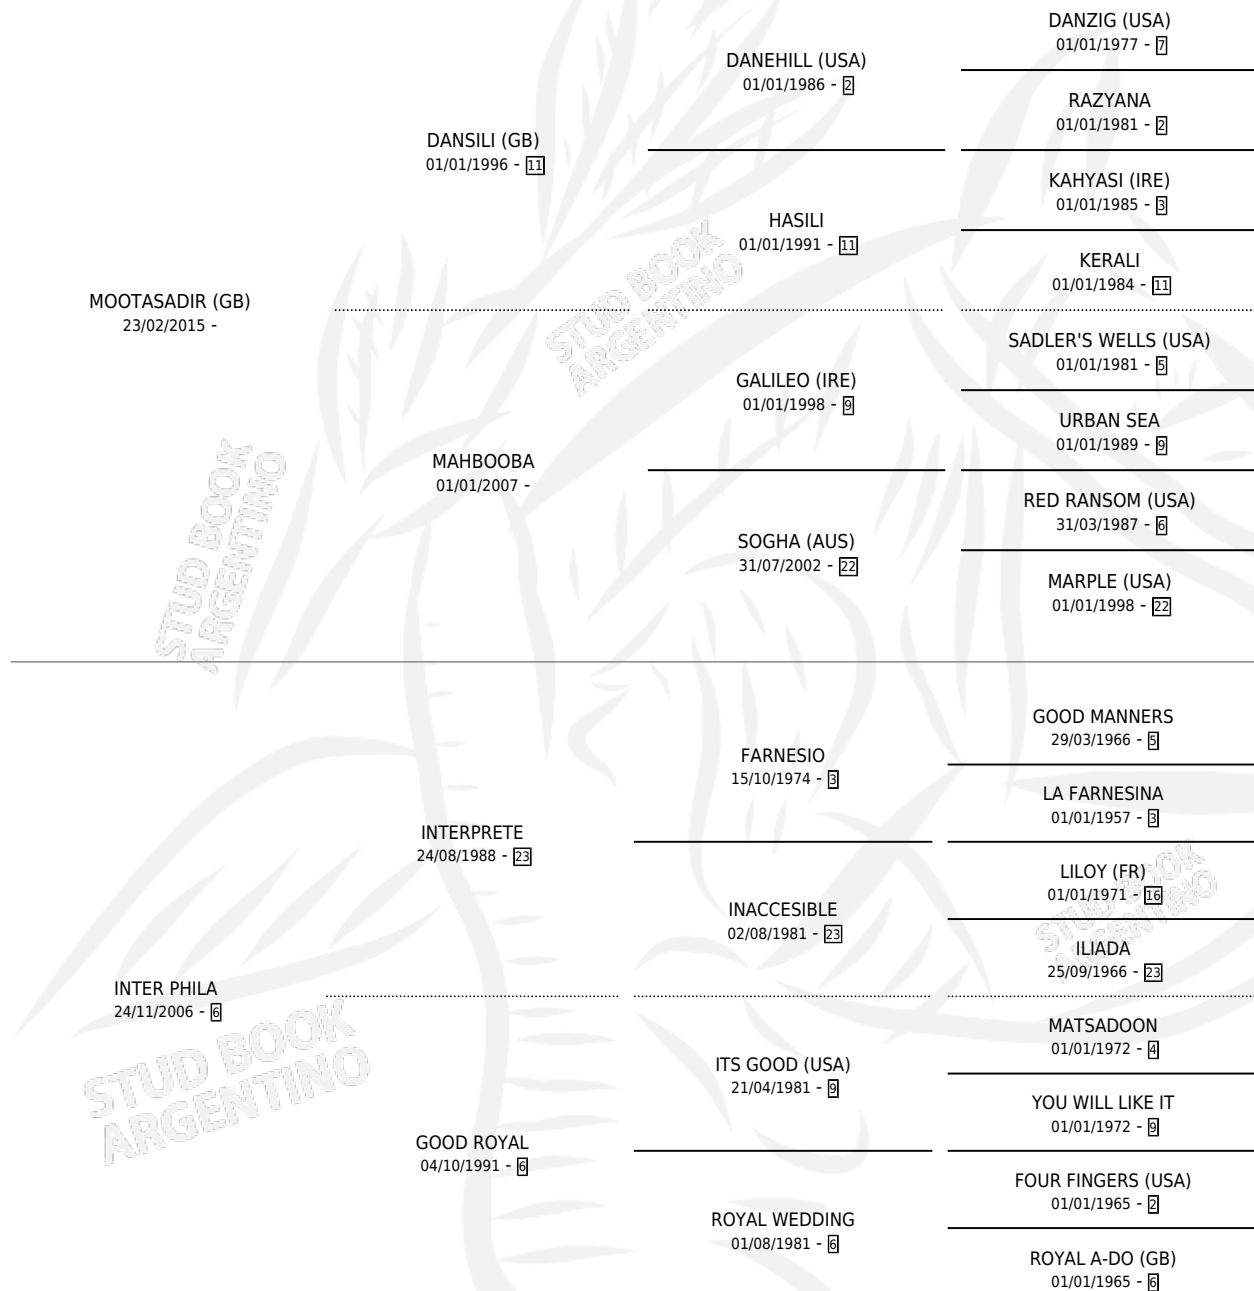 DANZIG (USA)
01/01/1977 - 7
DANEHILL (USA)
01/01/1986 - 2
RAZYANA
01/01/1981 - 2
DANSILI (GB)
01/01/1996 - 11
KAHYASI (IRE)
01/01/1985 - 3
HASILI
01/01/1991 - 11
KERALI
01/01/1984 - 11
MOOTASADIR (GB)
23/02/2015 -
SADLER'S WELLS (USA)
01/01/1981 - 5
GALILEO (IRE)
01/01/1998 - 9
URBAN SEA
01/01/1989 - 9
MAHBOOBA
01/01/2007 -
RED RANSOM (USA)
31/03/1987 - 6
SOGHA (AUS)
31/07/2002 - 22
MARPLE (USA)
01/01/1998 - 22
STUD BOOK
ARGENTINO
STUD BOOK
ARGENTINO
GOOD MANNERS
29/03/1966 - 5
FARNESIO
15/10/1974 - 3
LA FARNESINA
01/01/1957 - 3
INTERPRETE
24/08/1988 - 23
LILOY (FR)
01/01/1971 - 16
INACCESIBLE
02/08/1981 - 23
ILIADA
25/09/1966 - 23
STUD BOOK
ARGENTINO
INTER PHILA
24/11/2006 - 6
MATSADOON
01/01/1972 - 4
ITS GOOD (USA)
21/04/1981 - 9
YOU WILL LIKE IT
01/01/1972 - 9
GOOD ROYAL
04/10/1991 - 6
FOUR FINGERS (USA)
01/01/1965 - 2
ROYAL WEDDING
01/08/1981 - 6
ROYAL A-DO (GB)
01/01/1965 - 6
STUD BOOK
ARGENTINO